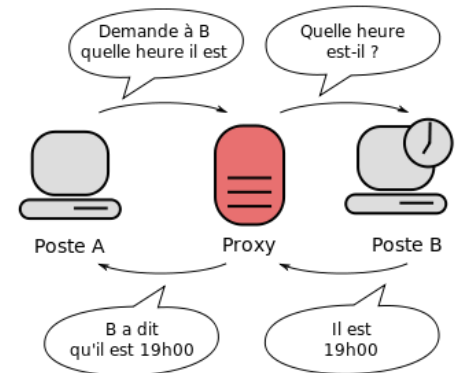 Demande à B
quelle heure il est
Quelle heure
est-il ?
Poste A
Proxy
Poste B
B a dit
qu'il est 19h00
Il est
19h00